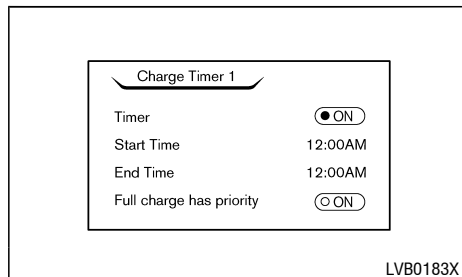 Charge Timer 1
Timer ON
Start Time 12:00AM
End Time 12:00AM
Full charge has priority ON
LVB0183X